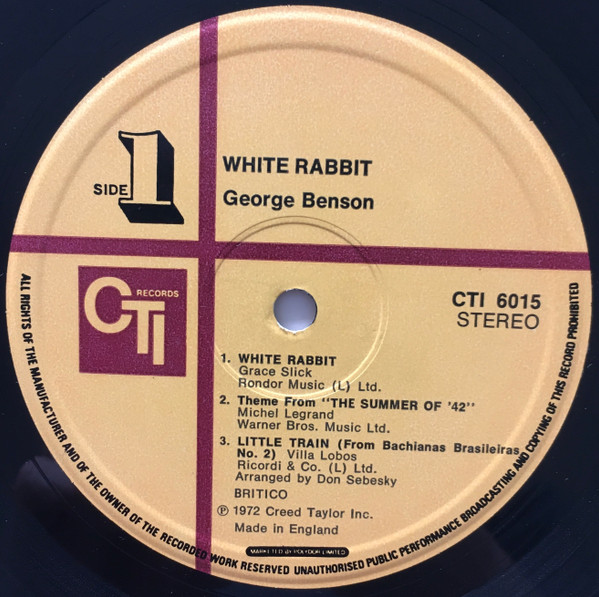 WHITE RABBIT
SIDE 1
George Benson
RECORDS
CTI
CTI 6015
STEREO
1. WHITE RABBIT
Grace Slick
Rondor Music (L) Ltd.
2. Theme From "THE SUMMER OF '42"
Michel Legrand
Warner Bros. Music Ltd.
3. LITTLE TRAIN (From Bachianas Brasileiras
No. 2) Villa Lobos
Ricordi & Co. (L) Ltd.
Arranged by Don Sebesky
BRITICO
℗ 1972 Creed Taylor Inc.
Made in England
MARKETED BY POLYDOR LIMITED
ALL RIGHTS OF THE MANUFACTURER AND OF THE OWNER OF THE RECORDED WORK RESERVED UNAUTHORISED PUBLIC PERFORMANCE BROADCASTING AND COPYING OF THIS RECORD PROHIBITED